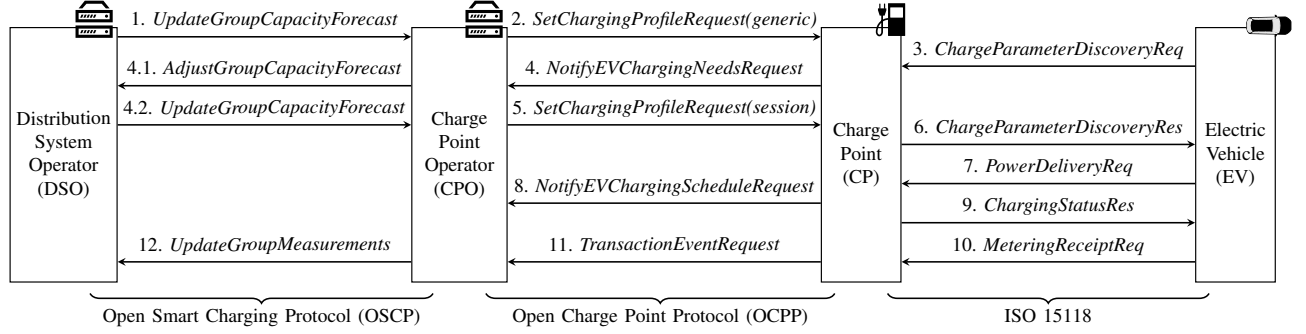 1. UpdateGroupCapacityForecast
2. SetChargingProfileRequest(generic)
3. ChargeParameterDiscoveryReq
4.1. AdjustGroupCapacityForecast
4. NotifyEVChargingNeedsRequest
4.2. UpdateGroupCapacityForecast
5. SetChargingProfileRequest(session)
Distribution
System
Operator
(DSO)
Charge
Point
Operator
(CPO)
Charge
Point
(CP)
6. ChargeParameterDiscoveryRes
Electric
Vehicle
(EV)
7. PowerDeliveryReq
8. NotifyEVChargingScheduleRequest
9. ChargingStatusRes
12. UpdateGroupMeasurements
11. TransactionEventRequest
10. MeteringReceiptReq
Open Smart Charging Protocol (OSCP)
Open Charge Point Protocol (OCPP)
ISO 15118